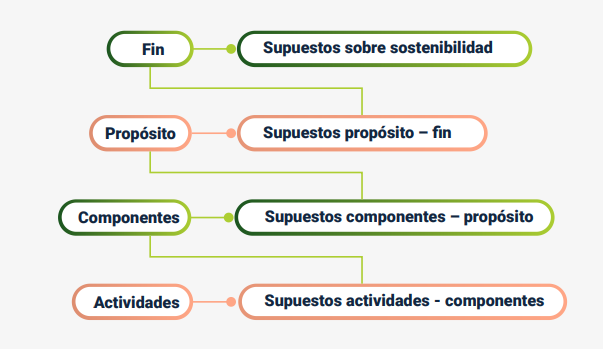 Fin
Supuestos sobre sostenibilidad
Propósito
Supuestos propósito – fin
Componentes
Supuestos componentes – propósito
Actividades
Supuestos actividades - componentes